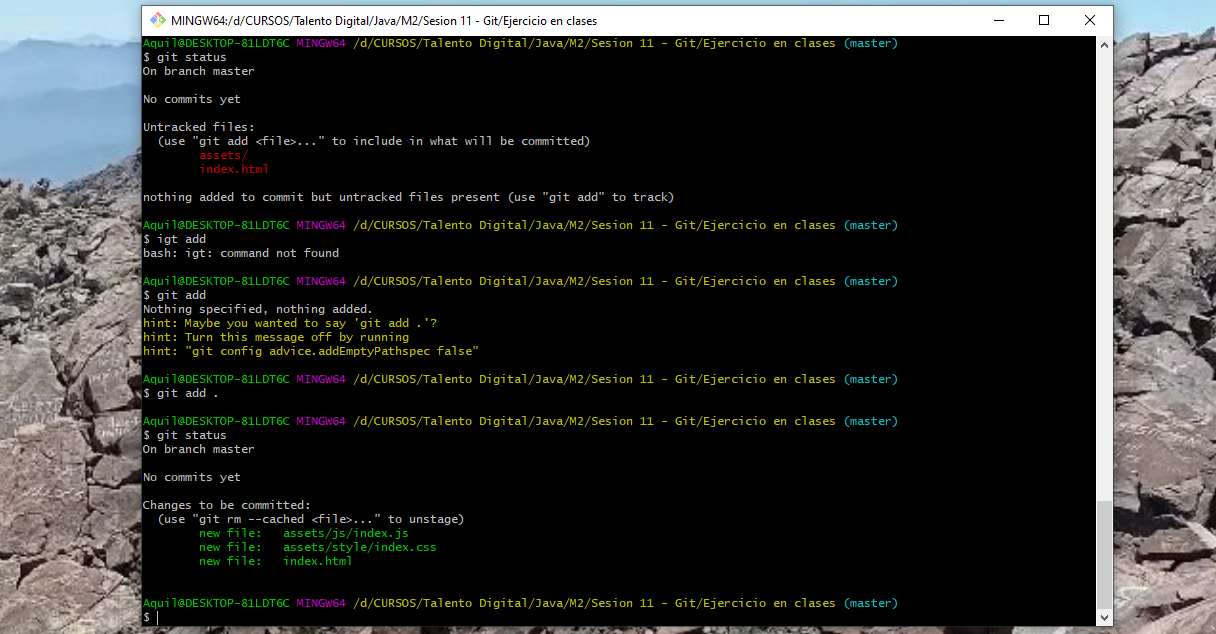 MINGW64:/d/CURSOS/Talento Digital/Java/M2/Sesion 11 - Git/Ejercicio en clases
Aquil@DESKTOP-81LDT6C MINGW64 /d/CURSOS/Talento Digital/Java/M2/Sesion 11 - Git/Ejercicio en clases (master)
$ git status
On branch master
No commits yet
Untracked files:
(use "git add <file>..." to include in what will be committed)
assets/
index.html
nothing added to commit but untracked files present (use "git add" to track)
Aquil@DESKTOP-81LDT6C MINGW64 /d/CURSOS/Talento Digital/Java/M2/Sesion 11 - Git/Ejercicio en clases (master)
$ igt add
bash: igt: command not found
Aquil@DESKTOP-81LDT6C MINGW64 /d/CURSOS/Talento Digital/Java/M2/Sesion 11 - Git/Ejercicio en clases (master)
$ git add
Nothing specified, nothing added.
hint: Maybe you wanted to say 'git add .'?
hint: Turn this message off by running
hint: "git config advice.addEmptyPathspec false"
Aquil@DESKTOP-81LDT6C MINGW64 /d/CURSOS/Talento Digital/Java/M2/Sesion 11 - Git/Ejercicio en clases (master)
$ git add .
Aquil@DESKTOP-81LDT6C MINGW64 /d/CURSOS/Talento Digital/Java/M2/Sesion 11 - Git/Ejercicio en clases (master)
$ git status
On branch master
No commits yet
Changes to be committed:
(use "git rm --cached <file>..." to unstage)
new file:   assets/js/index.js
new file:   assets/style/index.css
new file:   index.html
Aquil@DESKTOP-81LDT6C MINGW64 /d/CURSOS/Talento Digital/Java/M2/Sesion 11 - Git/Ejercicio en clases (master)
$